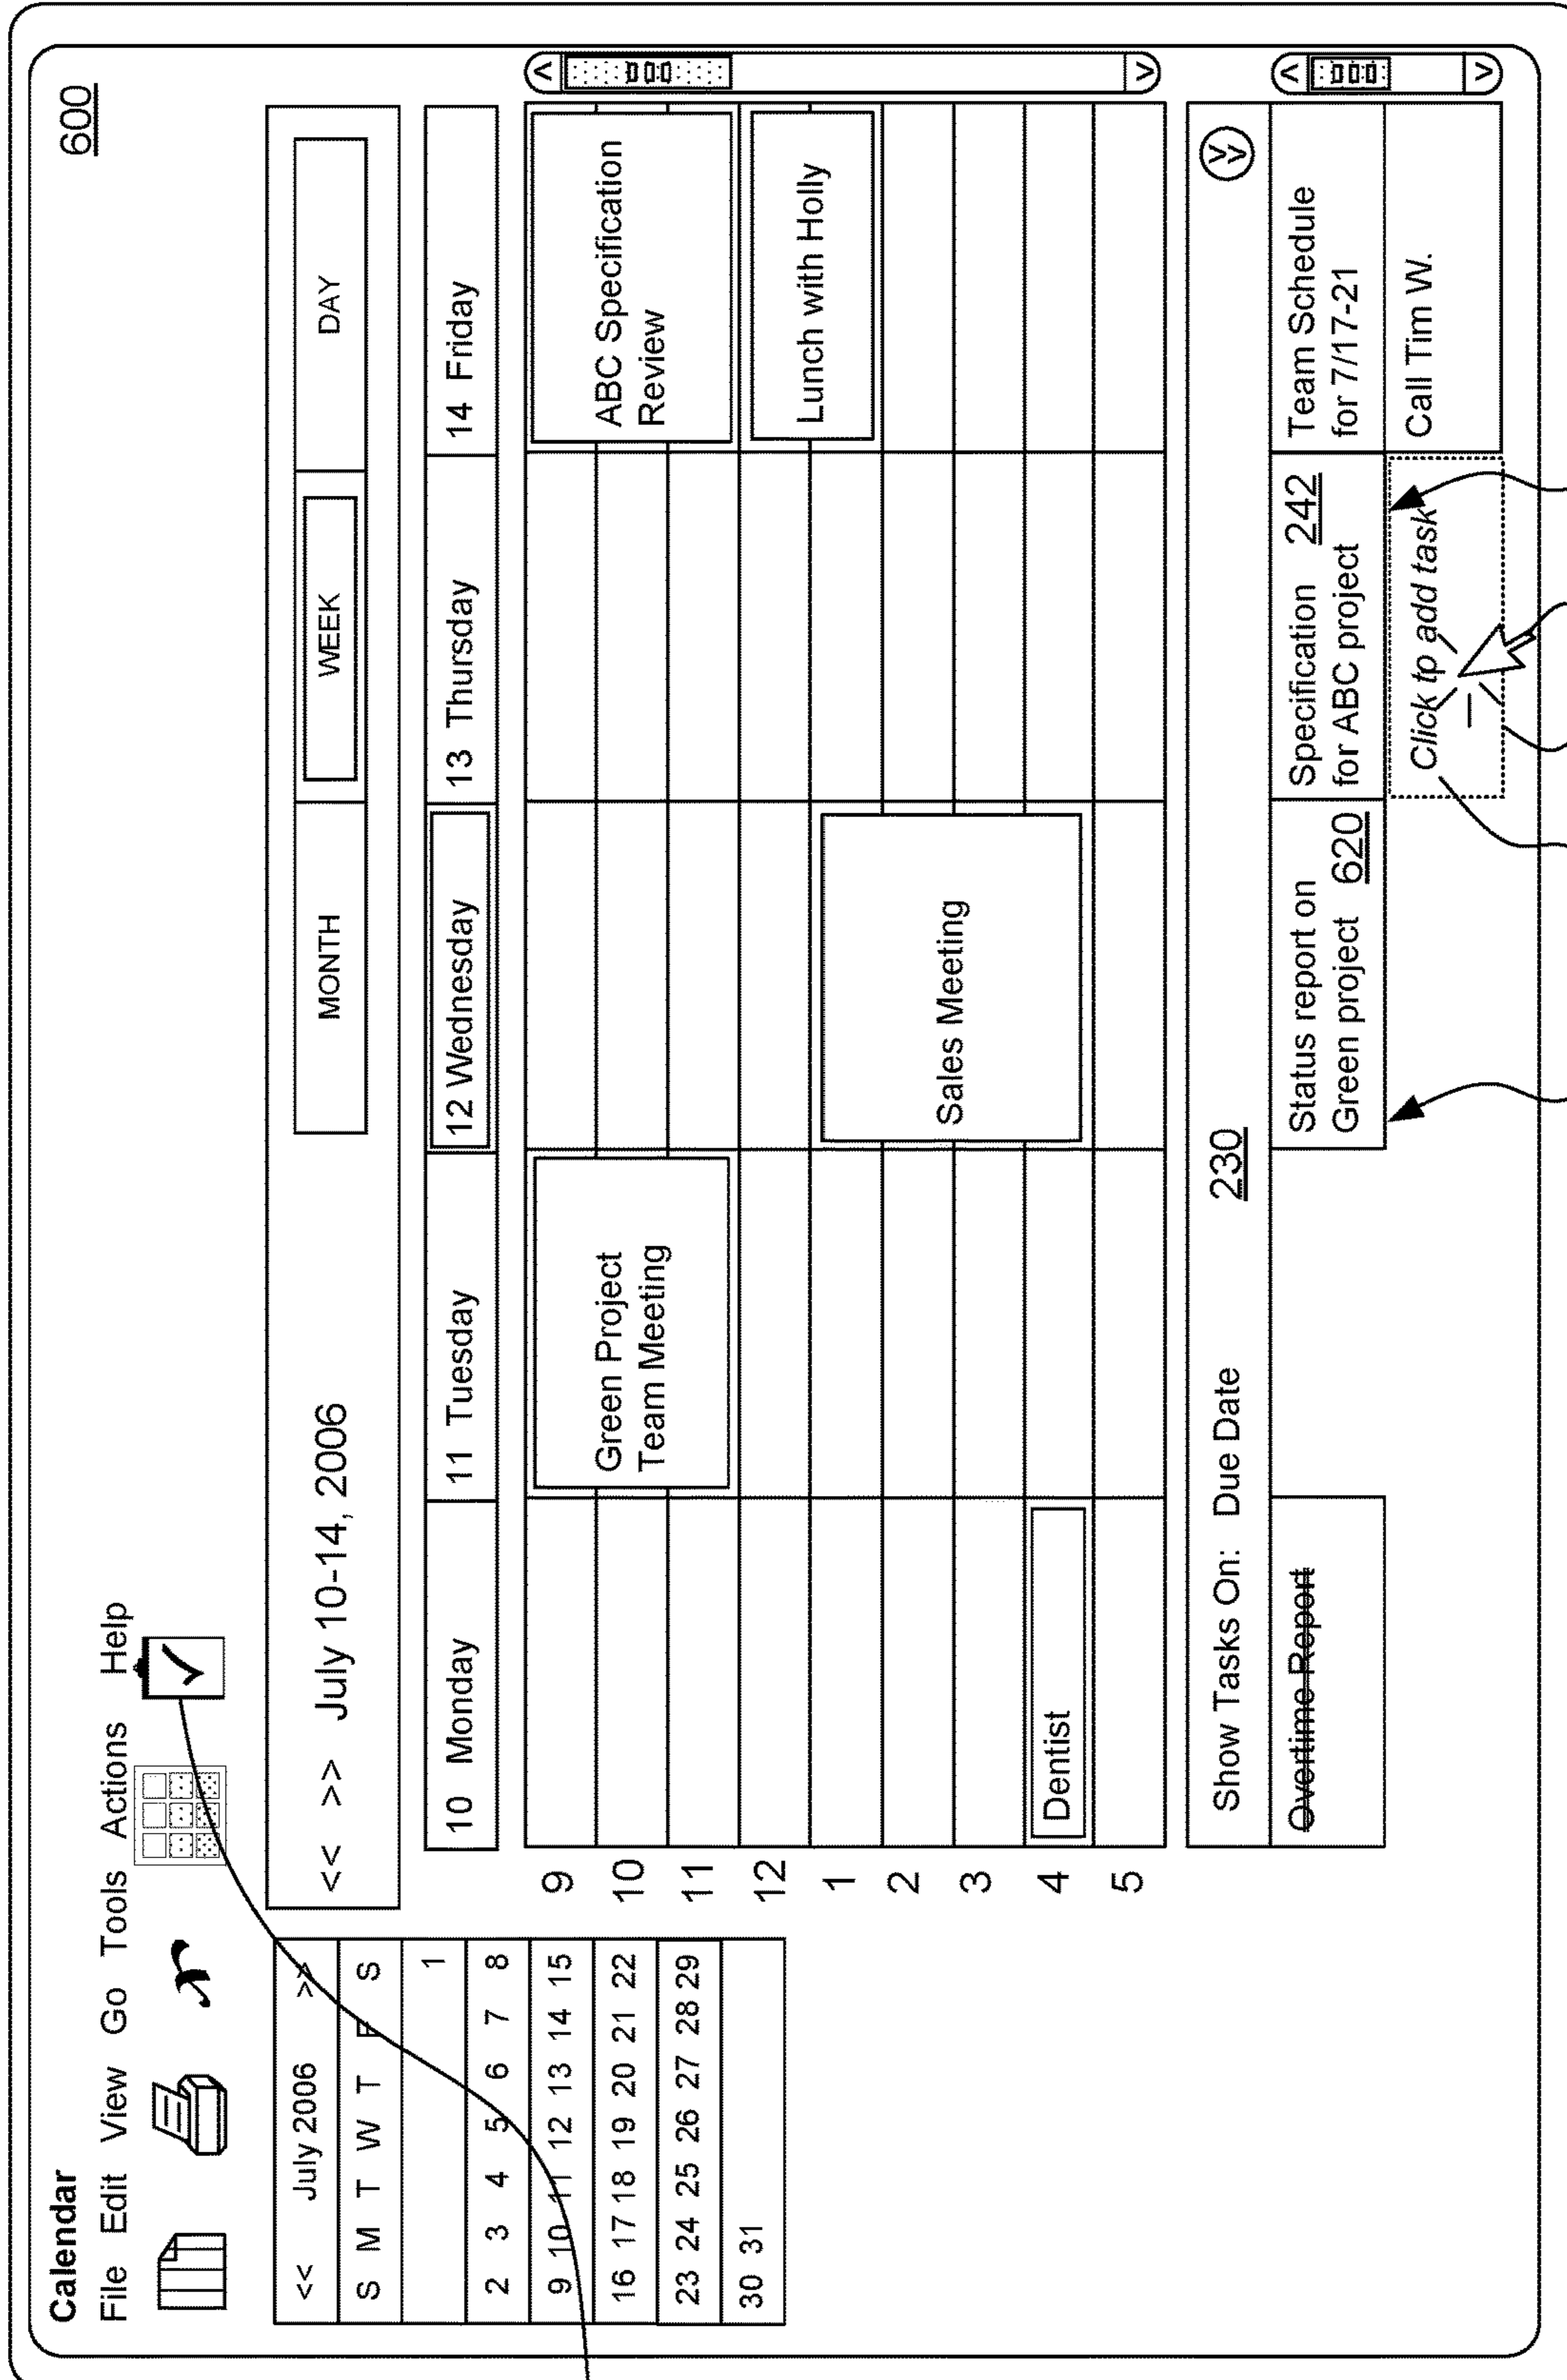 600
Calendar
File Edit View Go Tools Actions Help
<< July 2006 >>
S M T W T F S
1
2 3 4 5 6 7 8
9 10 11 12 13 14 15
16 17 18 19 20 21 22
23 24 25 26 27 28 29
30 31
<< >> July 10-14, 2006
MONTH
WEEK
DAY
10 Monday
11 Tuesday
12 Wednesday
13 Thursday
14 Friday
9
10
11
12
1
2
3
4
5
Dentist
Green Project
Team Meeting
Sales Meeting
ABC Specification
Review
Lunch with Holly
Show Tasks On: Due Date
230
Overtime Report
Status report on
Green project 620
Specification 242
for ABC project
Click to add task
Team Schedule
for 7/17-21
Call Tim W.